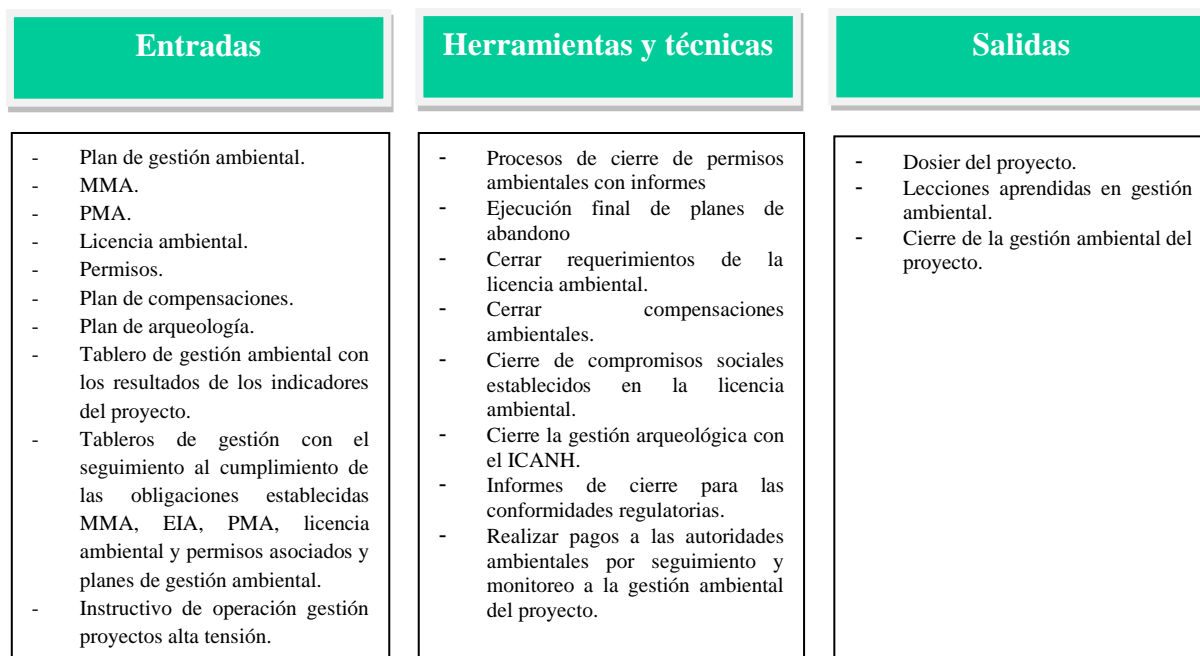 Entradas
- Plan de gestión ambiental.
- MMA.
- PMA.
- Licencia ambiental.
- Permisos.
- Plan de compensaciones.
- Plan de arqueología.
- Tablero de gestión ambiental con
los resultados de los indicadores
del proyecto.
- Tableros de gestión con el
seguimiento al cumplimiento de
las obligaciones establecidas
MMA, EIA, PMA, licencia
ambiental y permisos asociados y
planes de gestión ambiental.
- Instructivo de operación gestión
proyectos alta tensión.
Herramientas y técnicas
- Procesos de cierre de permisos
ambientales con informes
- Ejecución final de planes de
abandono
- Cerrar requerimientos de la
licencia ambiental.
- Cerrar compensaciones
ambientales.
- Cierre de compromisos sociales
establecidos en la licencia
ambiental.
- Cierre la gestión arqueológica con
el ICANH.
- Informes de cierre para las
conformidades regulatorias.
- Realizar pagos a las autoridades
ambientales por seguimiento y
monitoreo a la gestión ambiental
del proyecto.
Salidas
- Dosier del proyecto.
- Lecciones aprendidas en gestión
ambiental.
- Cierre de la gestión ambiental del
proyecto.